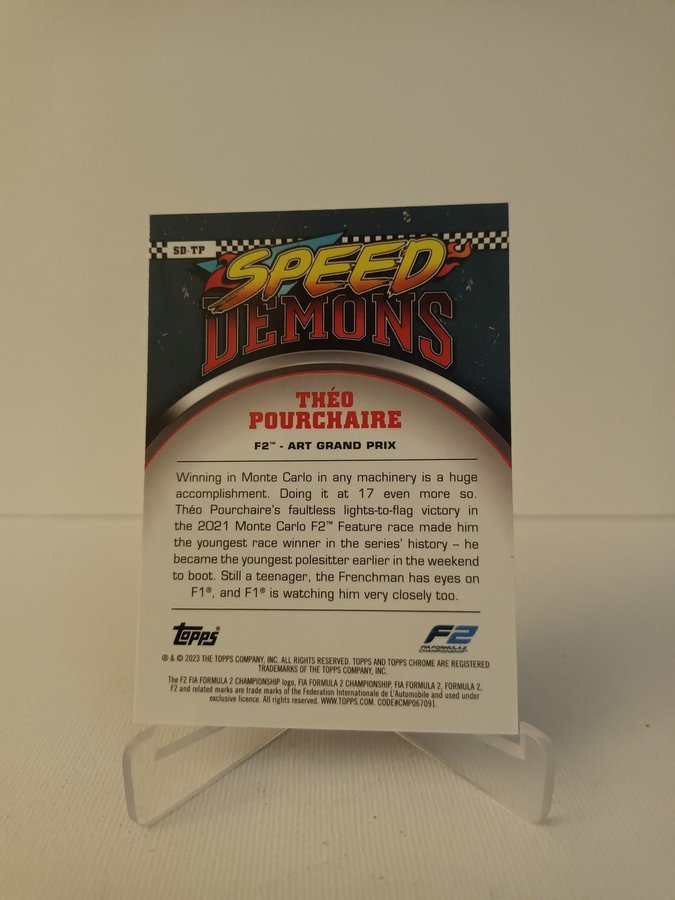 SD-TP
SPEED
DEMONS
THÉO
POURCHAIRE
F2™ - ART GRAND PRIX
Winning in Monte Carlo in any machinery is a huge
accomplishment. Doing it at 17 even more so.
Théo Pourchaire's faultless lights-to-flag victory in
the 2021 Monte Carlo F2™ Feature race made him
the youngest race winner in the series' history – he
became the youngest polesitter earlier in the weekend
to boot. Still a teenager, the Frenchman has eyes on
F1®, and F1® is watching him very closely too.
topps
F2
FIA FORMULA 2
CHAMPIONSHIP
® & © 2023 THE TOPPS COMPANY, INC. ALL RIGHTS RESERVED. TOPPS AND TOPPS CHROME ARE REGISTERED
TRADEMARKS OF THE TOPPS COMPANY, INC.
The F2 FIA FORMULA 2 CHAMPIONSHIP logo, FIA FORMULA 2 CHAMPIONSHIP, FIA FORMULA 2, FORMULA 2,
F2 and related marks are trade marks of the Federation Internationale de L'Automobile and used under
exclusive licence. All rights reserved. WWW.TOPPS.COM. CODE#CMP067091.